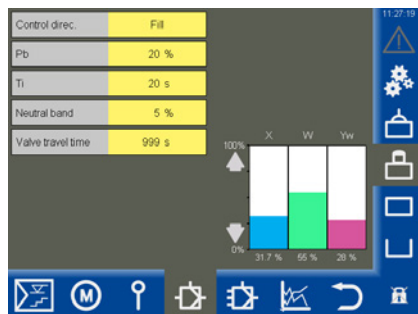 11:27:19
Control direc. Fill
Pb 20 %
Ti 20 s
Neutral band 5 %
Valve travel time 999 s
X W Yw
100%
0%
31.7 % 55 % 28 %
M